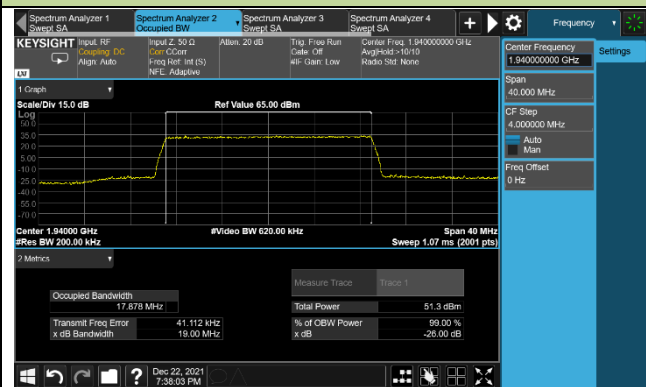 Spectrum Analyzer 1
Swept SA
Spectrum Analyzer 2
Occupied BW
Spectrum Analyzer 3
Swept SA
Spectrum Analyzer 4
Swept SA
Frequency
KEYSIGHT
Input: RF
Coupling: DC
Align: Auto
Input Z: 50 Ω
Corr CCorr
Freq Ref: Int (S)
NFE: Adaptive
Atten: 20 dB
Trig: Free Run
Gate: Off
#IF Gain: Low
Center Freq: 1.940000000 GHz
Avg|Hold:>10/10
Radio Std: None
LXI
Center Frequency
1.940000000 GHz
Settings
Span
40.000 MHz
CF Step
4.000000 MHz
Auto
Man
Freq Offset
0 Hz
1 Graph
Scale/Div 15.0 dB
Ref Value 65.00 dBm
Log
50.0
35.0
20.0
5.00
-10.0
-25.0
-40.0
-55.0
-70.0
Center 1.94000 GHz
#Video BW 620.00 kHz
Span 40 MHz
#Res BW 200.00 kHz
Sweep 1.07 ms (2001 pts)
2 Metrics
Measure Trace
Trace 1
Occupied Bandwidth
17.878 MHz
Total Power
51.3 dBm
Transmit Freq Error
41.112 kHz
% of OBW Power
99.00 %
x dB Bandwidth
19.00 MHz
x dB
-26.00 dB
Dec 22, 2021
7:38:03 PM